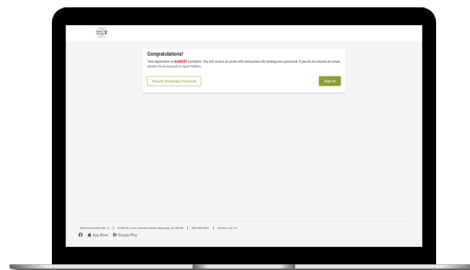 Congratulations!
Your registration is ALMOST complete. You will receive an email with instructions for setting your password. If you do not receive an email,
please check any junk or spam folders.
Resend Temporary Password
Sign In
App Store
Google Play